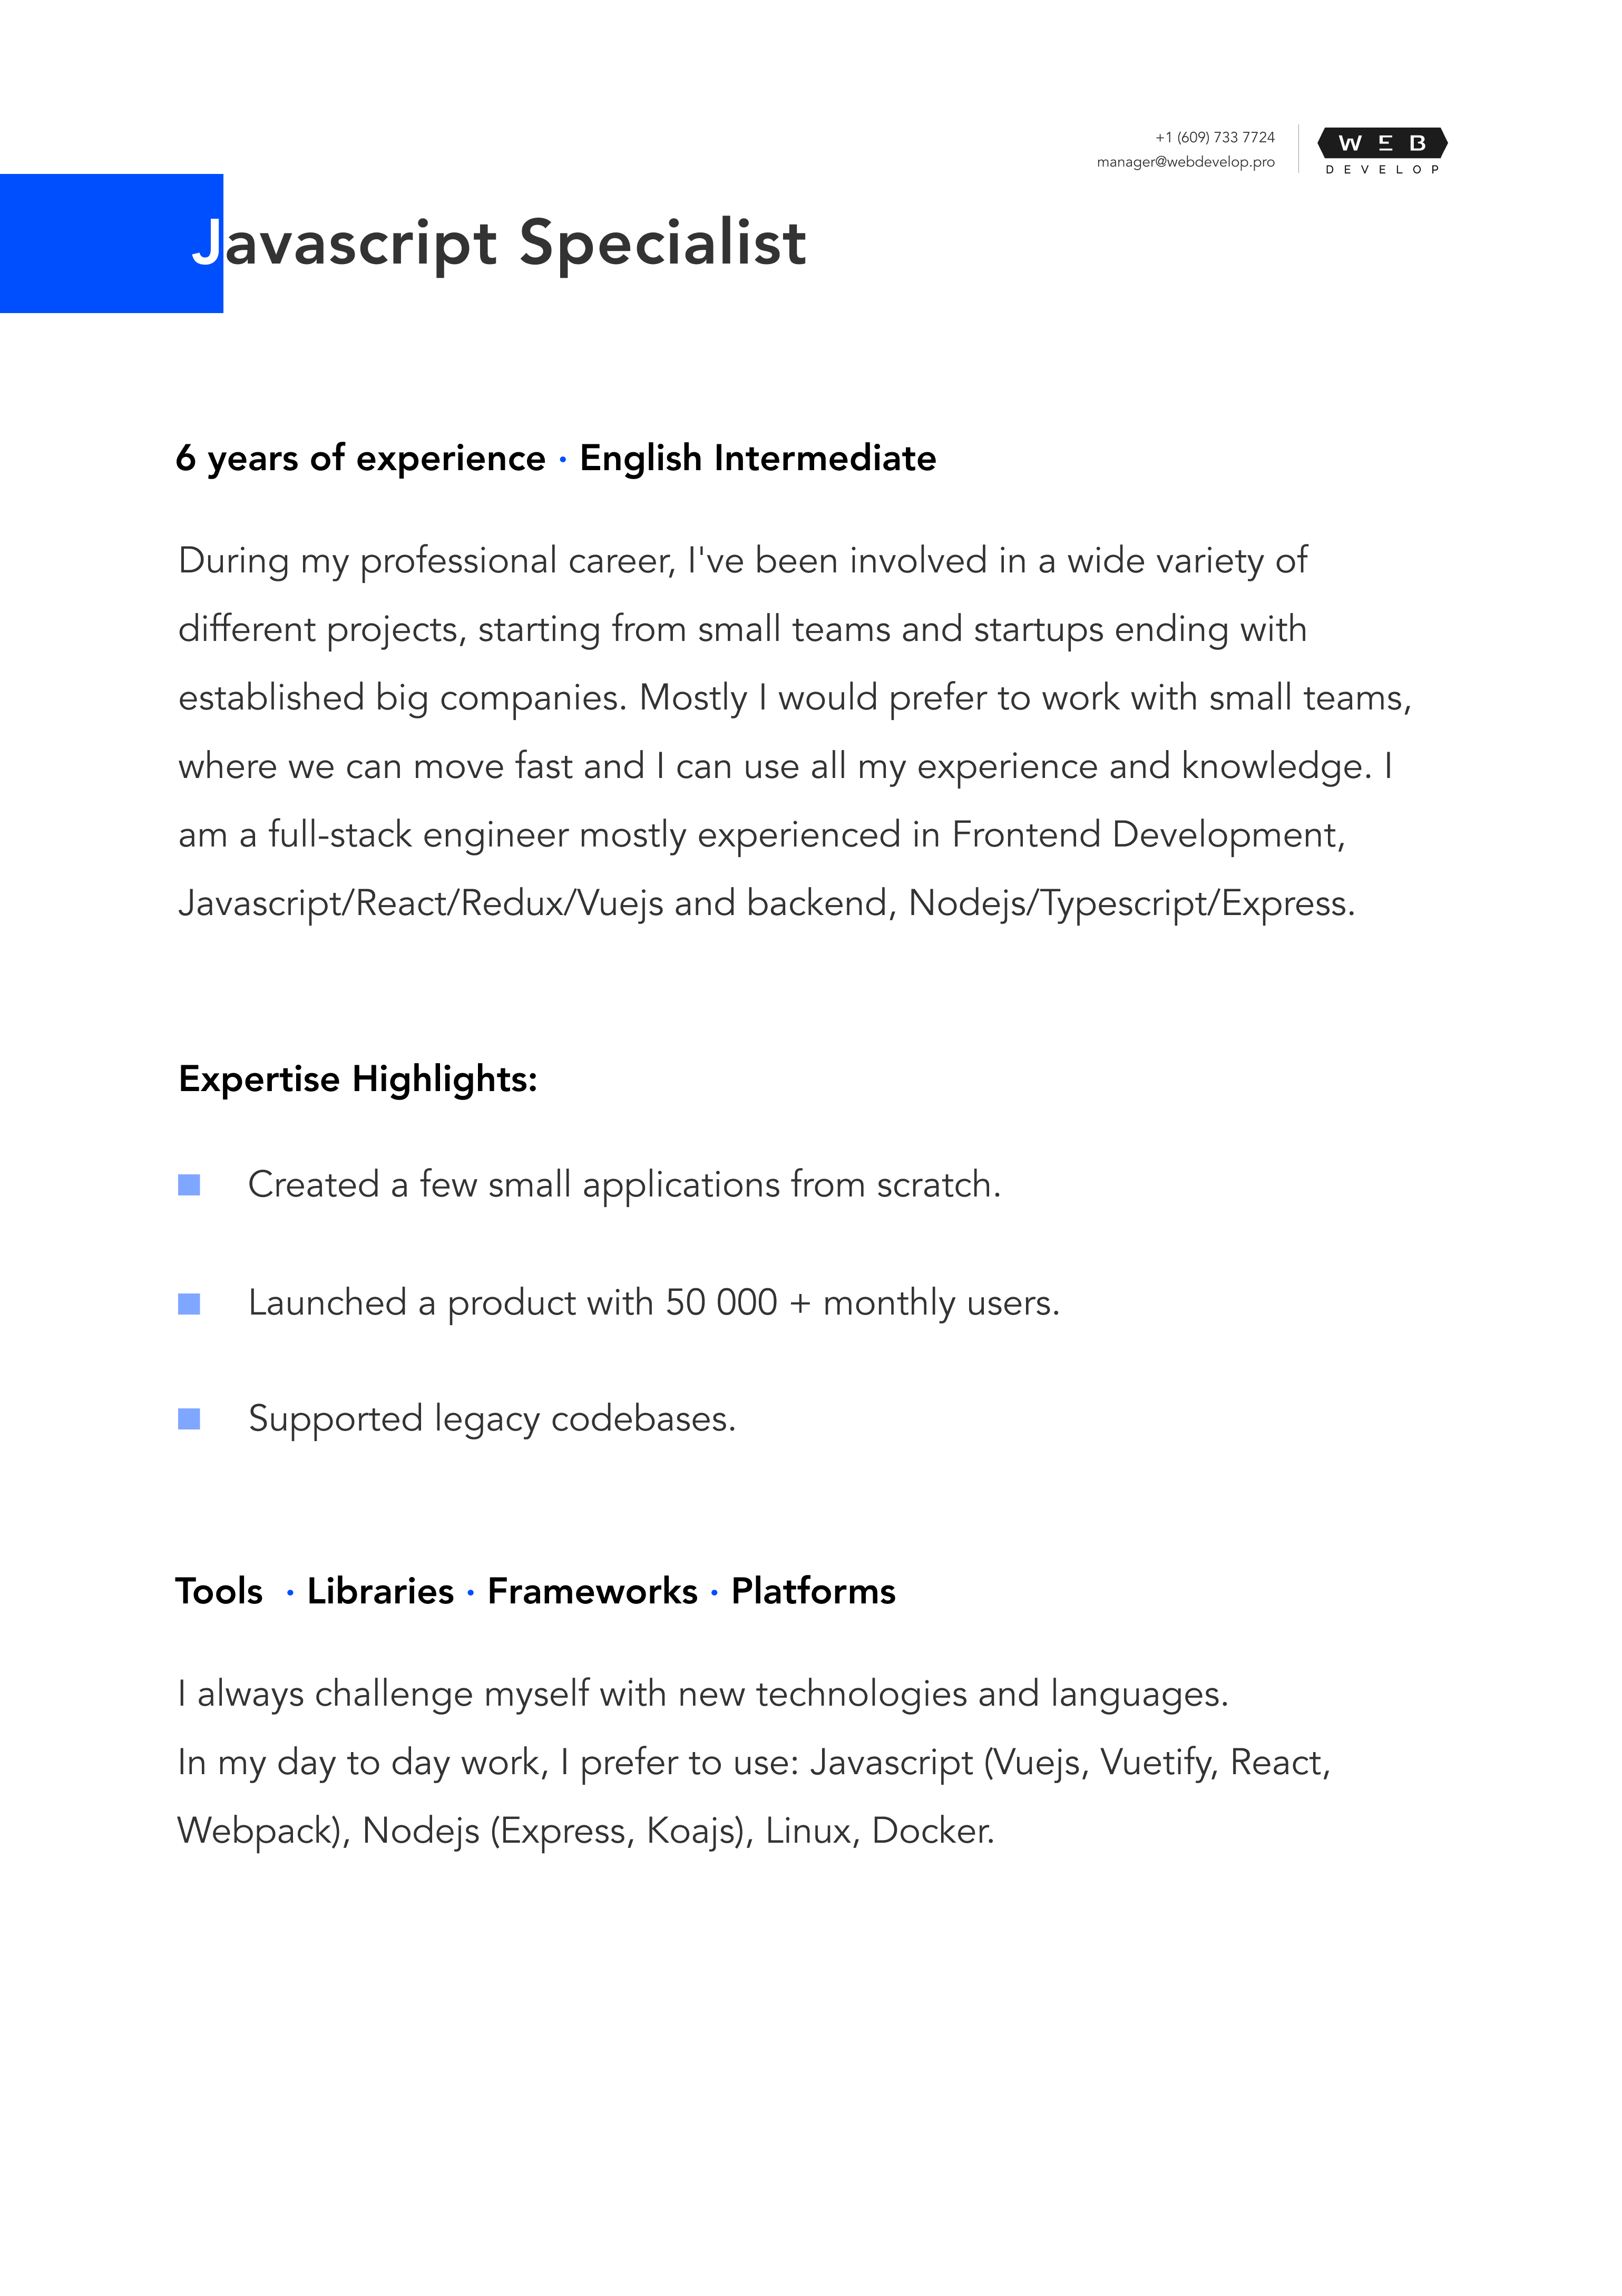 +1 (609) 733 7724
manager@webdevelop.pro
WEB
DEVELOP
Javascript Specialist
6 years of experience · English Intermediate
During my professional career, I've been involved in a wide variety of
different projects, starting from small teams and startups ending with
established big companies. Mostly I would prefer to work with small teams,
where we can move fast and I can use all my experience and knowledge. I
am a full-stack engineer mostly experienced in Frontend Development,
Javascript/React/Redux/Vuejs and backend, Nodejs/Typescript/Express.
Expertise Highlights:
Created a few small applications from scratch.
Launched a product with 50 000 + monthly users.
Supported legacy codebases.
Tools · Libraries · Frameworks · Platforms
I always challenge myself with new technologies and languages.
In my day to day work, I prefer to use: Javascript (Vuejs, Vuetify, React,
Webpack), Nodejs (Express, Koajs), Linux, Docker.